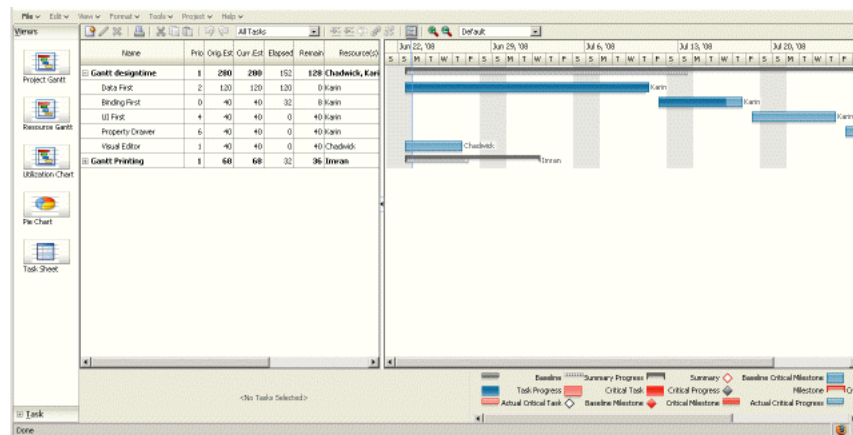 File Edit View Format Tools Project Help
Views
All Tasks
Default
Project Gantt
Resource Gantt
Utilization Chart
Pie Chart
Task Sheet
Name Prio Orig.Est Curr.Est Elapsed Remain Resource(s)
Gantt designtime 1 280 280 152 128 Chadwick, Kari
Data First 2 120 120 120 0 Karin
Binding First 0 40 40 32 8 Karin
UI First 4 40 40 0 40 Karin
Property Drawer 6 40 40 0 40 Karin
Visual Editor 1 40 40 0 40 Chadwick
Gantt Printing 1 68 68 32 36 Imran
Jun 22, '08 Jun 29, '08 Jul 6, '08 Jul 13, '08 Jul 20, '08
S S M T W T F S S M T W T F S S M T W T F S S M T W T F S S M T W T F
Karin
Karin
Karin
Chadwick
Imran
<No Tasks Selected>
Baseline Summary Progress Summary Baseline Critical Milestone
Task Progress Critical Task Critical Progress Milestone
Actual Critical Task Baseline Milestone Critical Milestone Actual Critical Progress
Task
Done